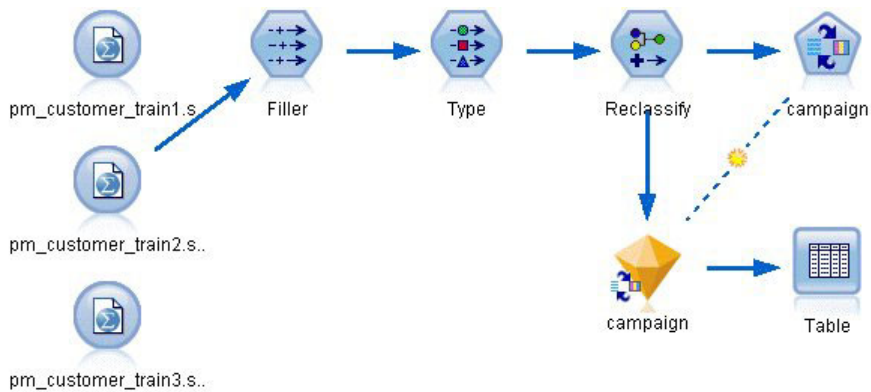 pm_customer_train1.s..
Filler
Type
Reclassify
campaign
pm_customer_train2.s..
campaign
Table
pm_customer_train3.s..